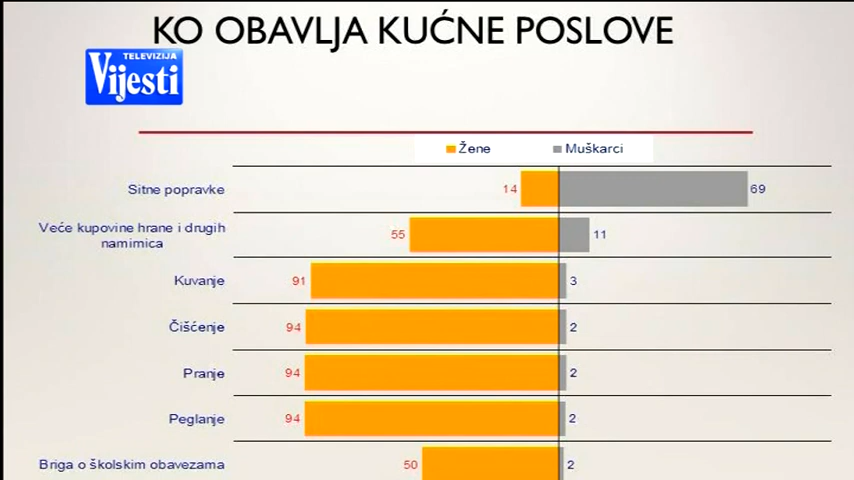 KO OBAVLJA KUĆNE POSLOVE
TELEVIZIJA
Vijesti
Žene
Muškarci
Sitne popravke
14
69
Veće kupovine hrane i drugih
namirnica
55
11
Kuvanje
91
3
Čišćenje
94
2
Pranje
94
2
Peglanje
94
2
Briga o školskim obavezama
50
2